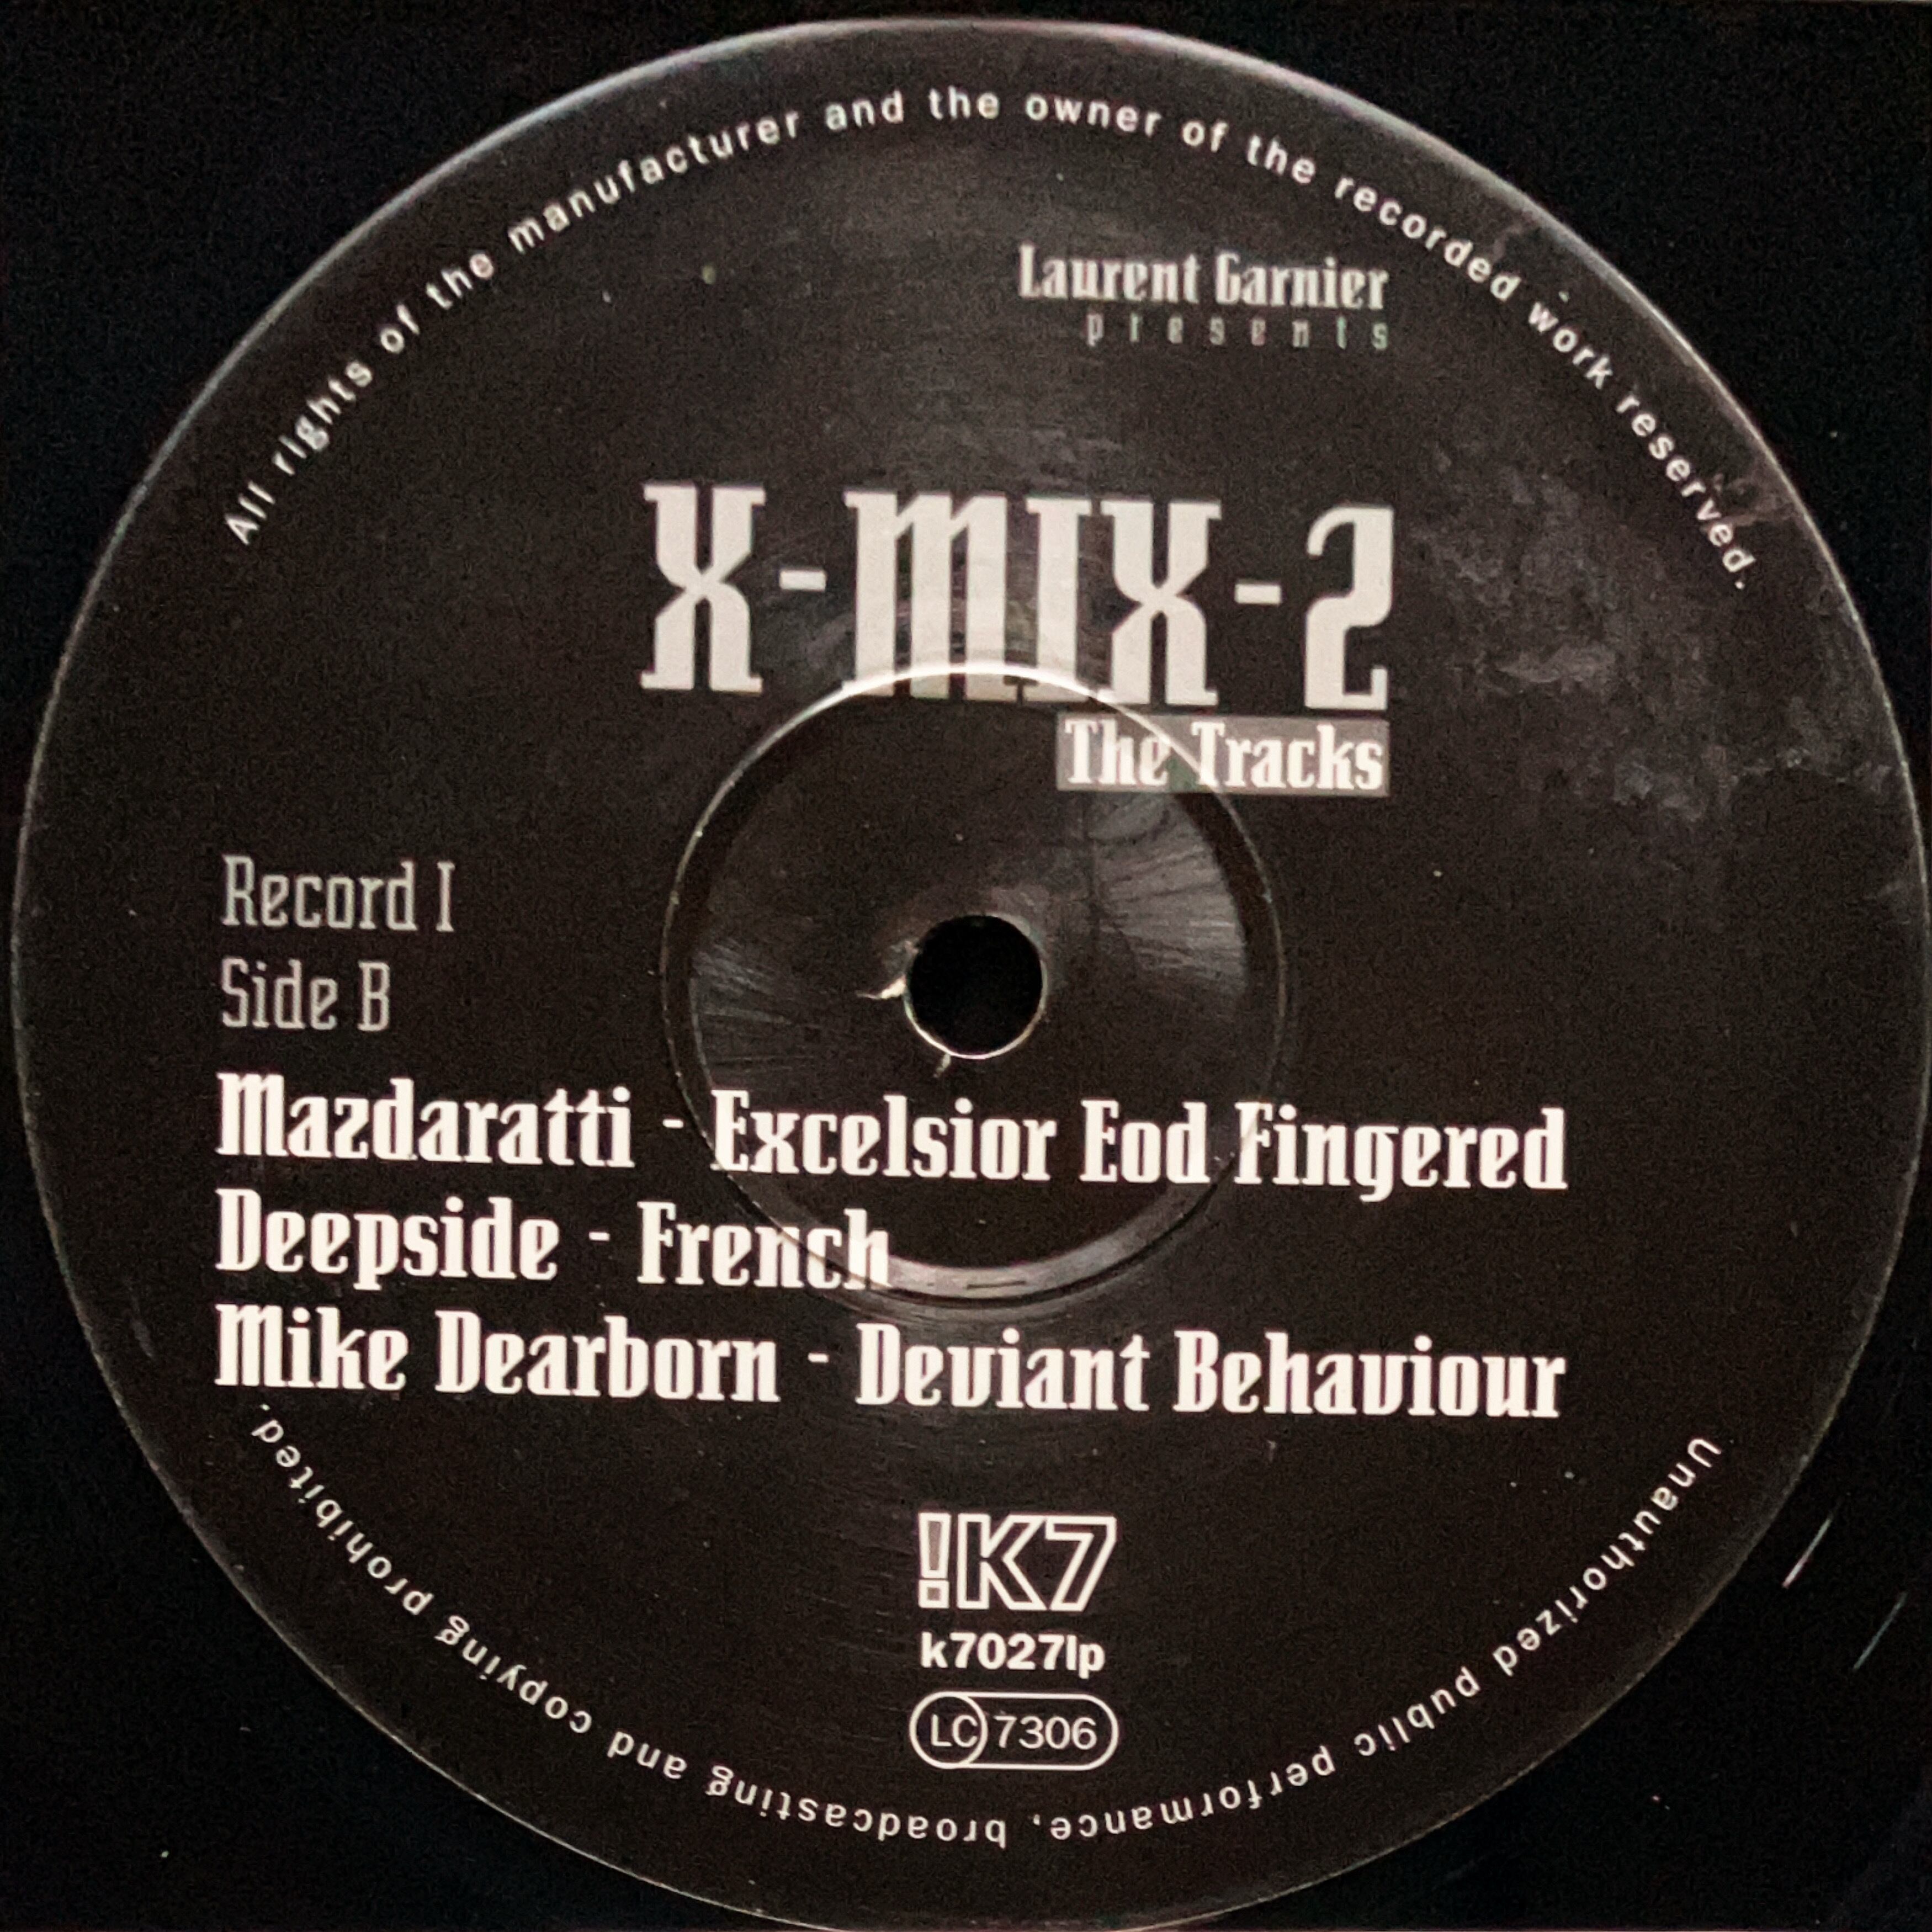 All rights of the manufacturer and the owner of the recorded work reserved.
Laurent Garnier
presents
X-MIX-2
The Tracks
Record I
Side B
Mazdaratti - Excelsior Eod Fingered
Deepside - French
Mike Dearborn - Deviant Behaviour
!K7
k7027lp
LC 7306
Unauthorized public performance, broadcasting and copying prohibited.